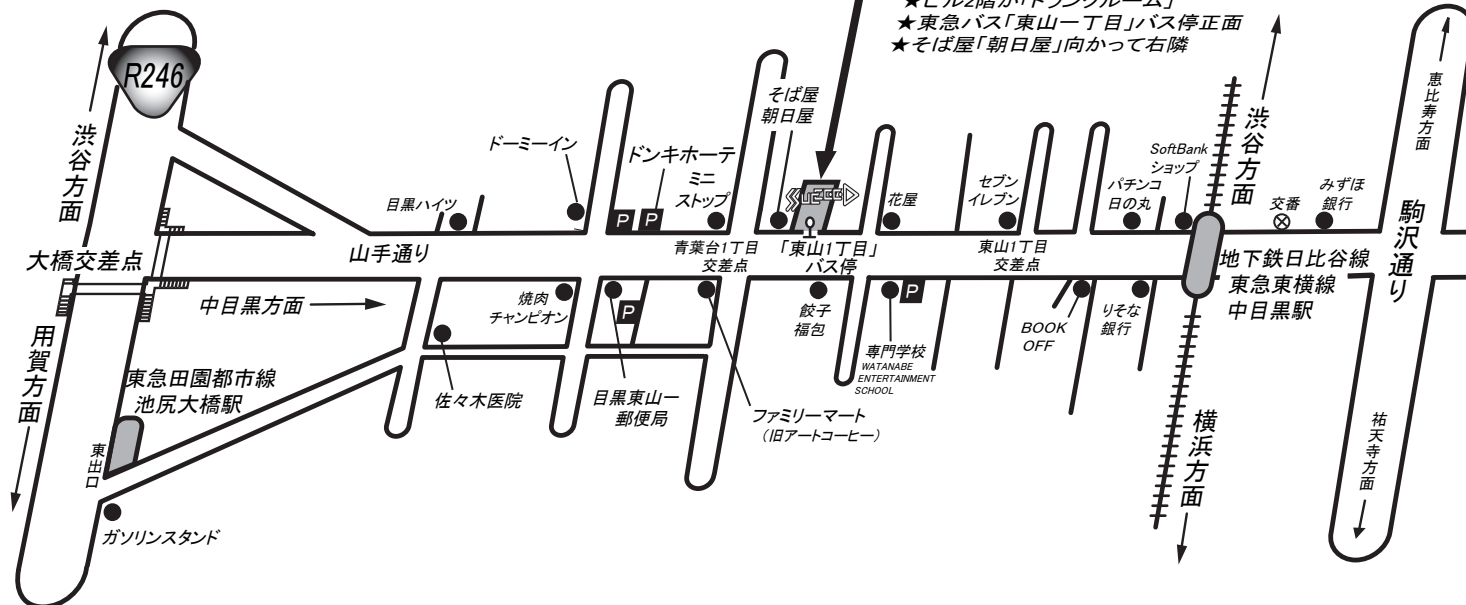 ★ビル2階が「トランクルーム」
★東急バス「東山一丁目」バス停正面
★そば屋「朝日屋」向かって右隣
R246
渋谷方面
大橋交差点
用賀方面
中目黒方面
東急田園都市線
池尻大橋駅
東出口
ガソリンスタンド
山手通り
目黒ハイツ
ドーミーイン
ドンキホーテ
ミニ
ストップ
P
P
そば屋
朝日屋
青葉台1丁目
交差点
「東山1丁目」
バス停
花屋
セブン
イレブン
東山1丁目
交差点
パチンコ
日の丸
SoftBank
ショップ
渋谷方面
交番
みずほ
銀行
恵比寿方面
駒沢通り
地下鉄日比谷線
東急東横線
中目黒駅
佐々木医院
焼肉
チャンピオン
P
目黒東山一
郵便局
ファミリーマート
(旧アートコーヒー)
餃子
福包
P
専門学校
WATANABE
ENTERTAINMENT
SCHOOL
BOOK
OFF
りそな
銀行
横浜方面
祐天寺方面